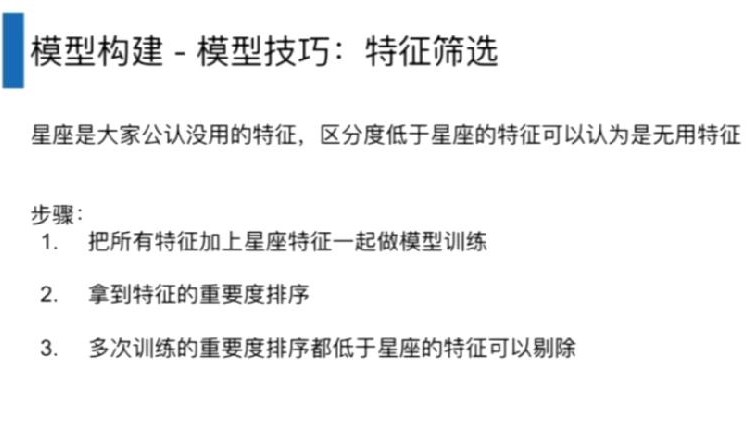 模型构建 - 模型技巧：特征筛选
星座是大家公认没用的特征，区分度低于星座的特征可以认为是无用特征
步骤：
1. 把所有特征加上星座特征一起做模型训练
2. 拿到特征的重要度排序
3. 多次训练的重要度排序都低于星座的特征可以剔除